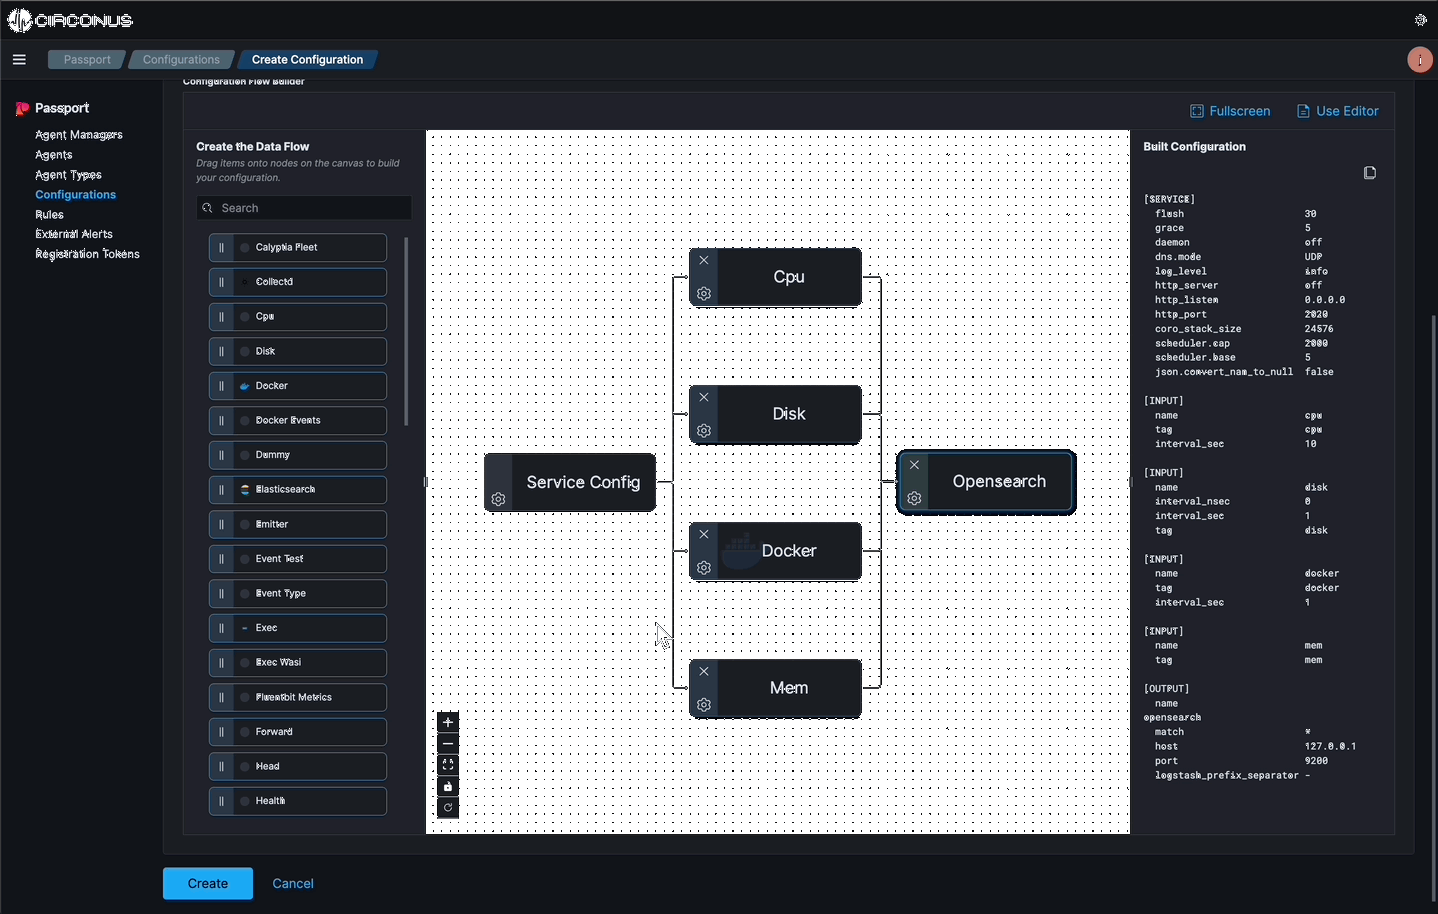 CIRCONUS
Passport
Configurations
Create Configuration
Configuration Flow Builder
Passport
Agent Managers
Agents
Agent Types
Configurations
Rules
External Alerts
Registration Tokens
Fullscreen
Use Editor
Create the Data Flow
Drag items onto nodes on the canvas to build
your configuration.
Search
Calyptia Fleet
Collectd
Cpu
Disk
Docker
Docker Events
Dummy
Elasticsearch
Emitter
Event Test
Event Type
Exec
Exec Wasi
Fluentbit Metrics
Forward
Head
Health
Service Config
Cpu
Disk
Docker
Mem
Opensearch
Built Configuration
[SERVICE]
flush 30
grace 5
daemon off
dns.mode UDP
log_level info
http_server off
http_listen 0.0.0.0
http_port 2020
coro_stack_size 24576
scheduler.cap 2000
scheduler.base 5
json.convert_nan_to_null false
[INPUT]
name cpu
tag cpu
interval_sec 10
[INPUT]
name disk
interval_nsec 0
interval_sec 1
tag disk
[INPUT]
name docker
tag docker
interval_sec 1
[INPUT]
name mem
tag mem
[OUTPUT]
name
opensearch
match *
host 127.0.0.1
port 9200
logstash_prefix_separator -
Create
Cancel